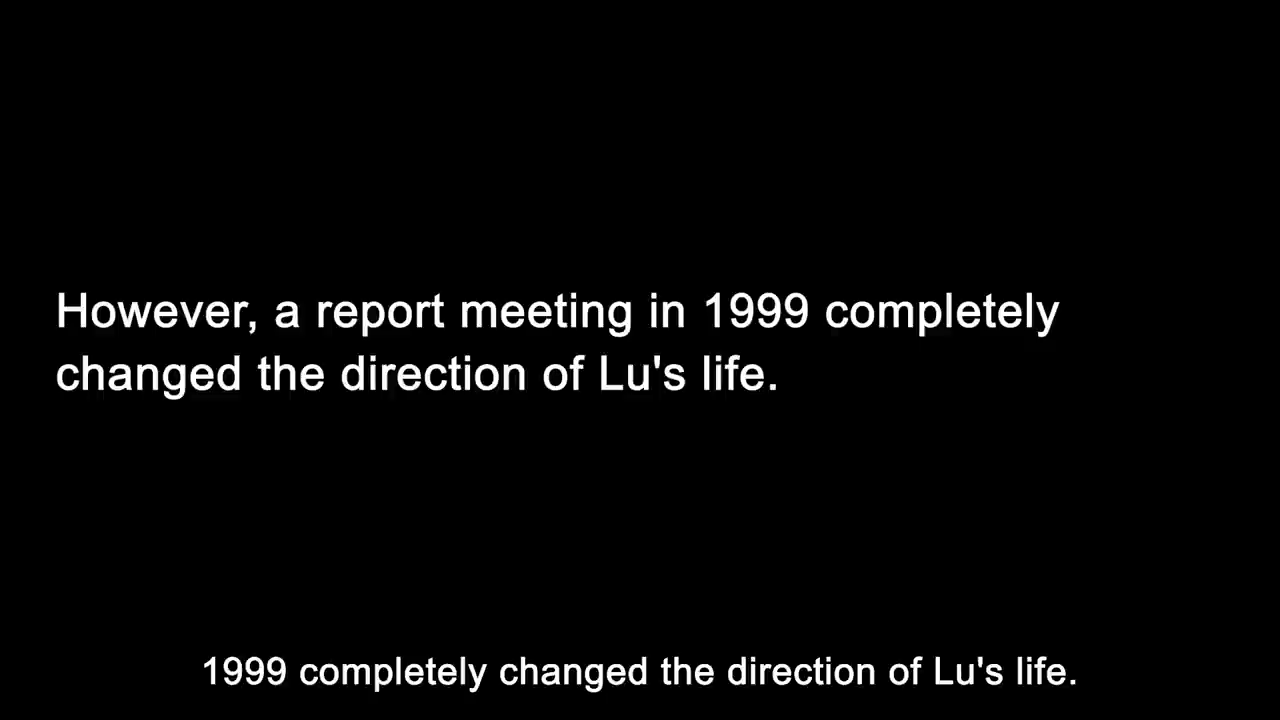 However, a report meeting in 1999 completely
changed the direction of Lu's life.
1999 completely changed the direction of Lu's life.